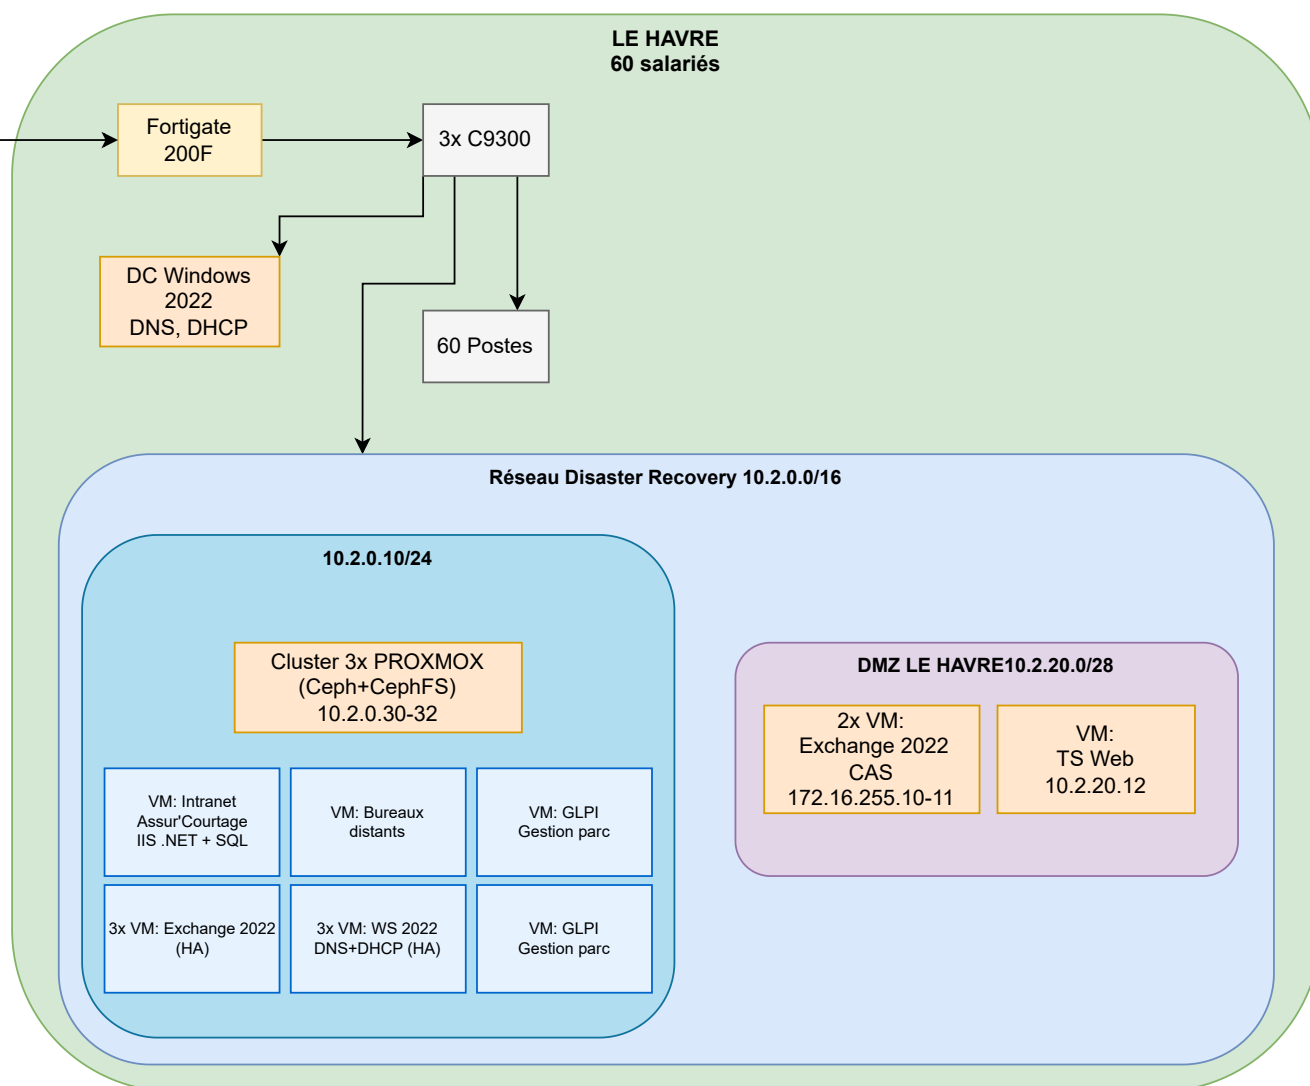 LE HAVRE
60 salariés
Fortigate
200F
3x C9300
DC Windows
2022
DNS, DHCP
60 Postes
Réseau Disaster Recovery 10.2.0.0/16
10.2.0.10/24
Cluster 3x PROXMOX
(Ceph+CephFS)
10.2.0.30-32
VM: Intranet
Assur'Courtage
IIS .NET + SQL
VM: Bureaux
distants
VM: GLPI
Gestion parc
3x VM: Exchange 2022
(HA)
3x VM: WS 2022
DNS+DHCP (HA)
VM: GLPI
Gestion parc
DMZ LE HAVRE10.2.20.0/28
2x VM:
Exchange 2022
CAS
172.16.255.10-11
VM:
TS Web
10.2.20.12